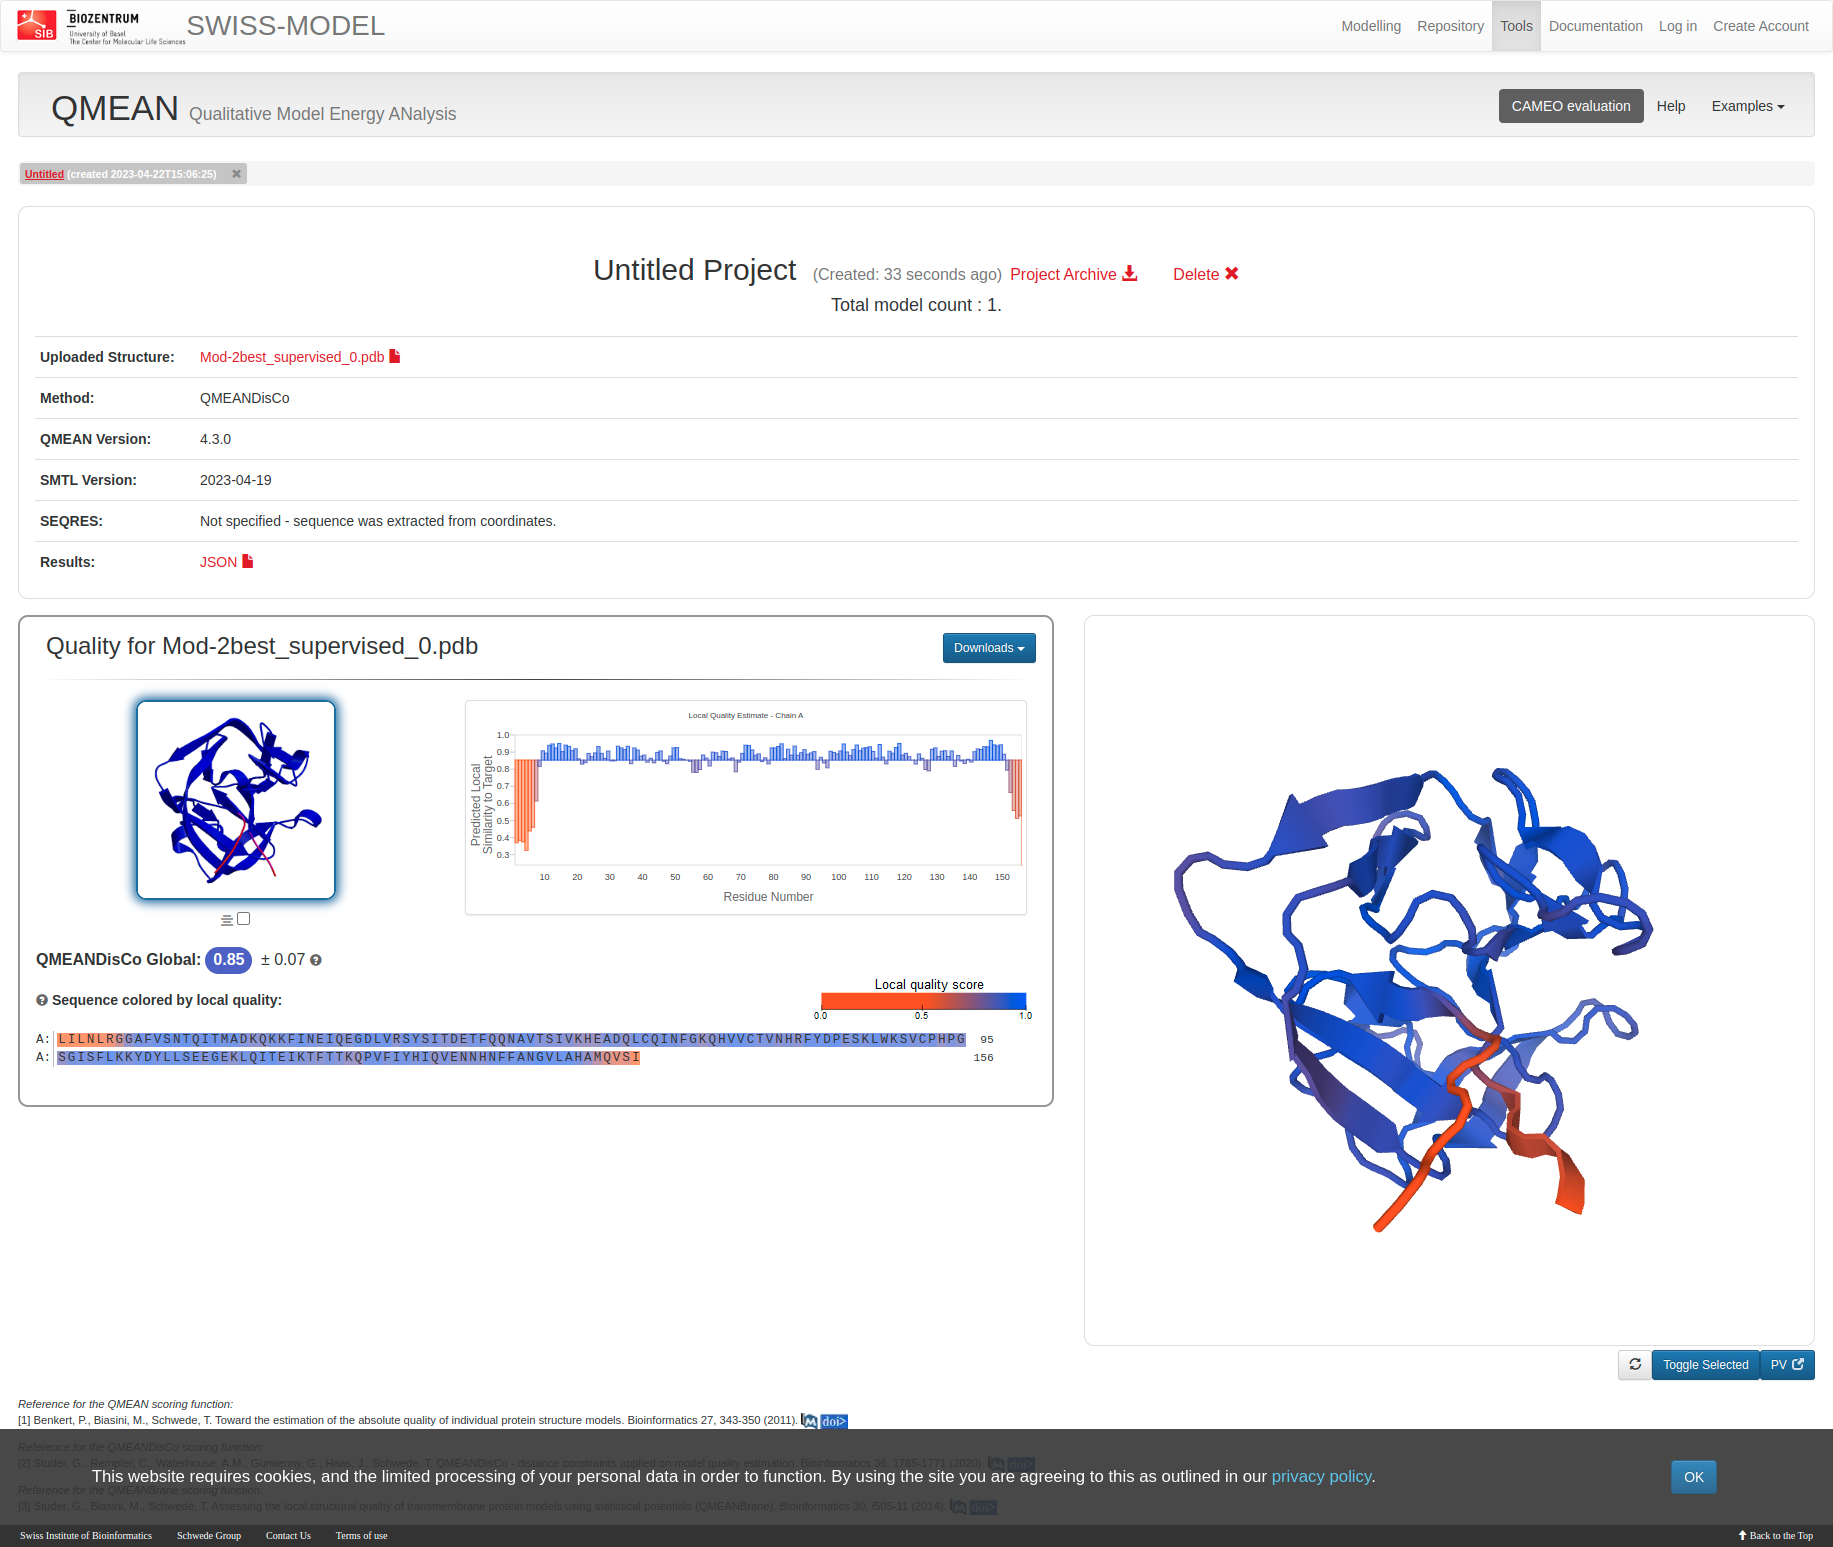 SIB
BIOZENTRUM
University of Basel
The Center for Molecular Life Sciences
SWISS-MODEL
Modelling Repository Tools Documentation Log in Create Account
QMEAN Qualitative Model Energy ANalysis
CAMEO evaluation Help Examples
Untitled (created 2023-04-22T15:06:25)
Untitled Project (Created: 33 seconds ago) Project Archive Delete
Total model count : 1.
Uploaded Structure: Mod-2best_supervised_0.pdb
Method: QMEANDisCo
QMEAN Version: 4.3.0
SMTL Version: 2023-04-19
SEQRES: Not specified - sequence was extracted from coordinates.
Results: JSON
Quality for Mod-2best_supervised_0.pdb
Downloads
Local Quality Estimate - Chain A
Predicted Local
Similarity to Target
1.0
0.9
0.8
0.7
0.6
0.5
0.4
0.3
10 20 30 40 50 60 70 80 90 100 110 120 130 140 150
Residue Number
QMEANDisCo Global: 0.85 ± 0.07
Sequence colored by local quality:
Local quality score
0.0 0.5 1.0
A: LILNLRGGAFVSNTQITMADKQKKFINEIQEGDLVRSYSITDETFQQNAVTSIVKHEADQLCQINFGKQHVVCTVNHRFYDPESKLWKSVCPHPG 95
A: SGISFLKKYDYLLSEEGEKLQITEIKTFTTKQPVFIYHIQVENNHNFFANGVLAHAMQVSI 156
Toggle Selected PV
Reference for the QMEAN scoring function:
[1] Benkert, P., Biasini, M., Schwede, T. Toward the estimation of the absolute quality of individual protein structure models. Bioinformatics 27, 343-350 (2011). M doi>
Reference for the QMEANDisCo scoring function:
[2] Studer, G., Rempfer, C., Waterhouse, A.M., Gumienny, G., Haas, J., Schwede, T. QMEANDisCo - distance constraints applied on model quality estimation. Bioinformatics 36, 1765-1771 (2020). M doi>
This website requires cookies, and the limited processing of your personal data in order to function. By using the site you are agreeing to this as outlined in our privacy policy.
OK
Reference for the QMEANBrane scoring function:
[3] Studer, G., Biasini, M., Schwede, T. Assessing the local structural quality of transmembrane protein models using statistical potentials (QMEANBrane). Bioinformatics 30, i505-11 (2014). M doi>
Swiss Institute of Bioinformatics Schwede Group Contact Us Terms of use Back to the Top